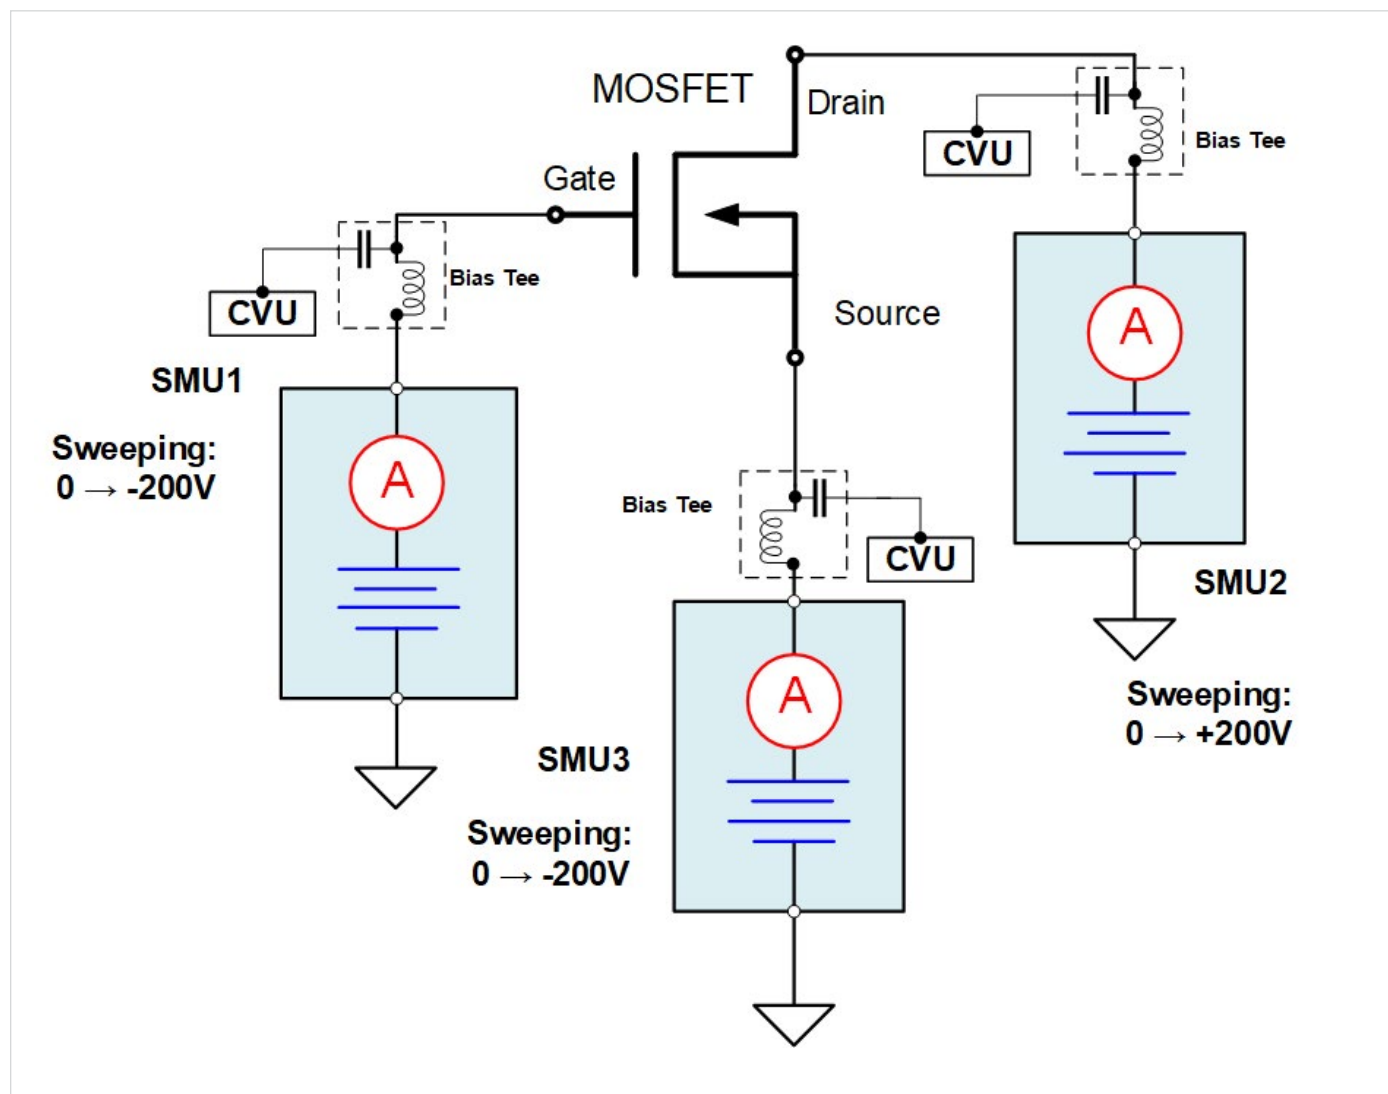 MOSFET
Drain
CVU
Bias Tee
Gate
Bias Tee
CVU
Source
A
SMU1
Sweeping:
0 → -200V
A
Bias Tee
CVU
SMU2
A
SMU3
Sweeping:
0 → +200V
Sweeping:
0 → -200V